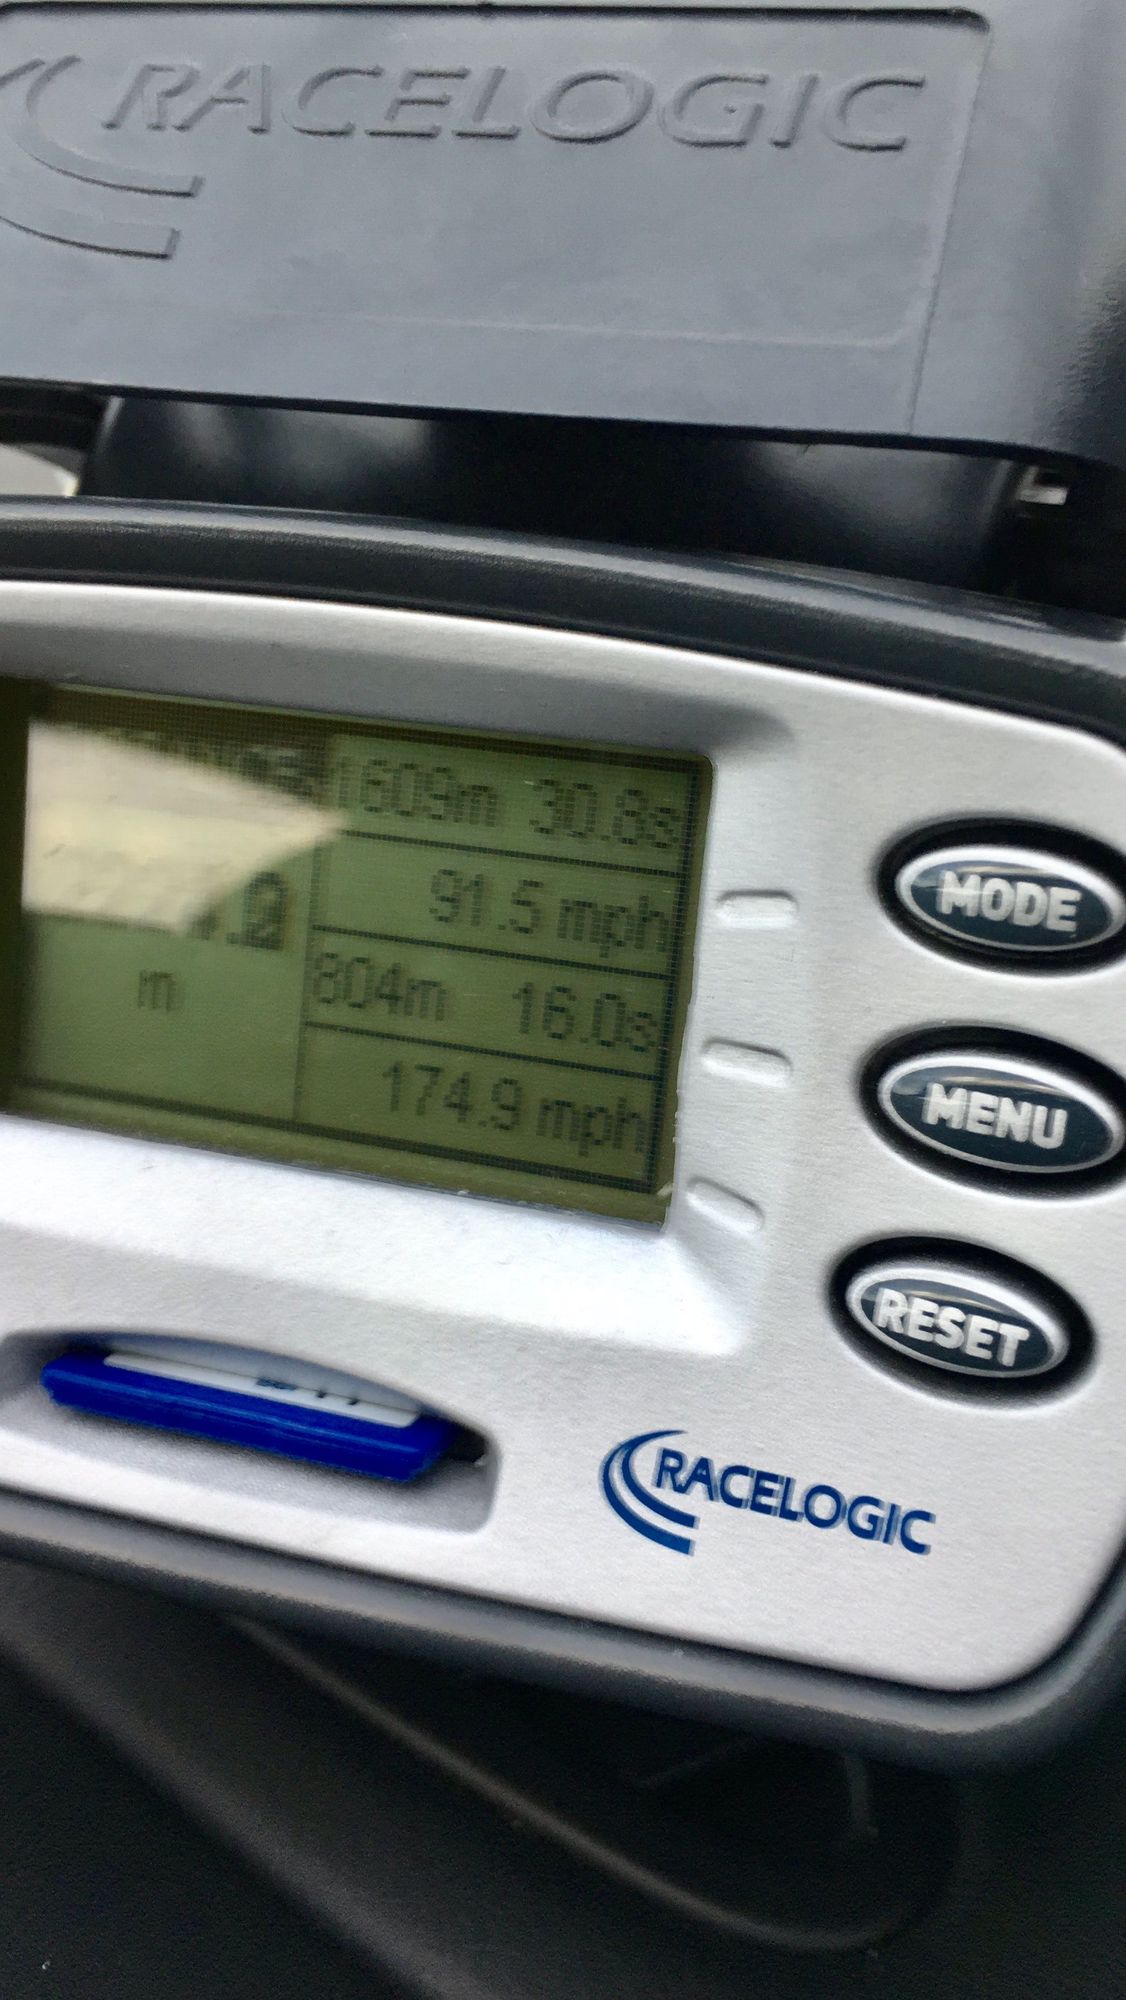 RACELOGIC
1609m 30.8s
91.5 mph
804m 16.0s
m
174.9 mph
MODE
MENU
RESET
RACELOGIC